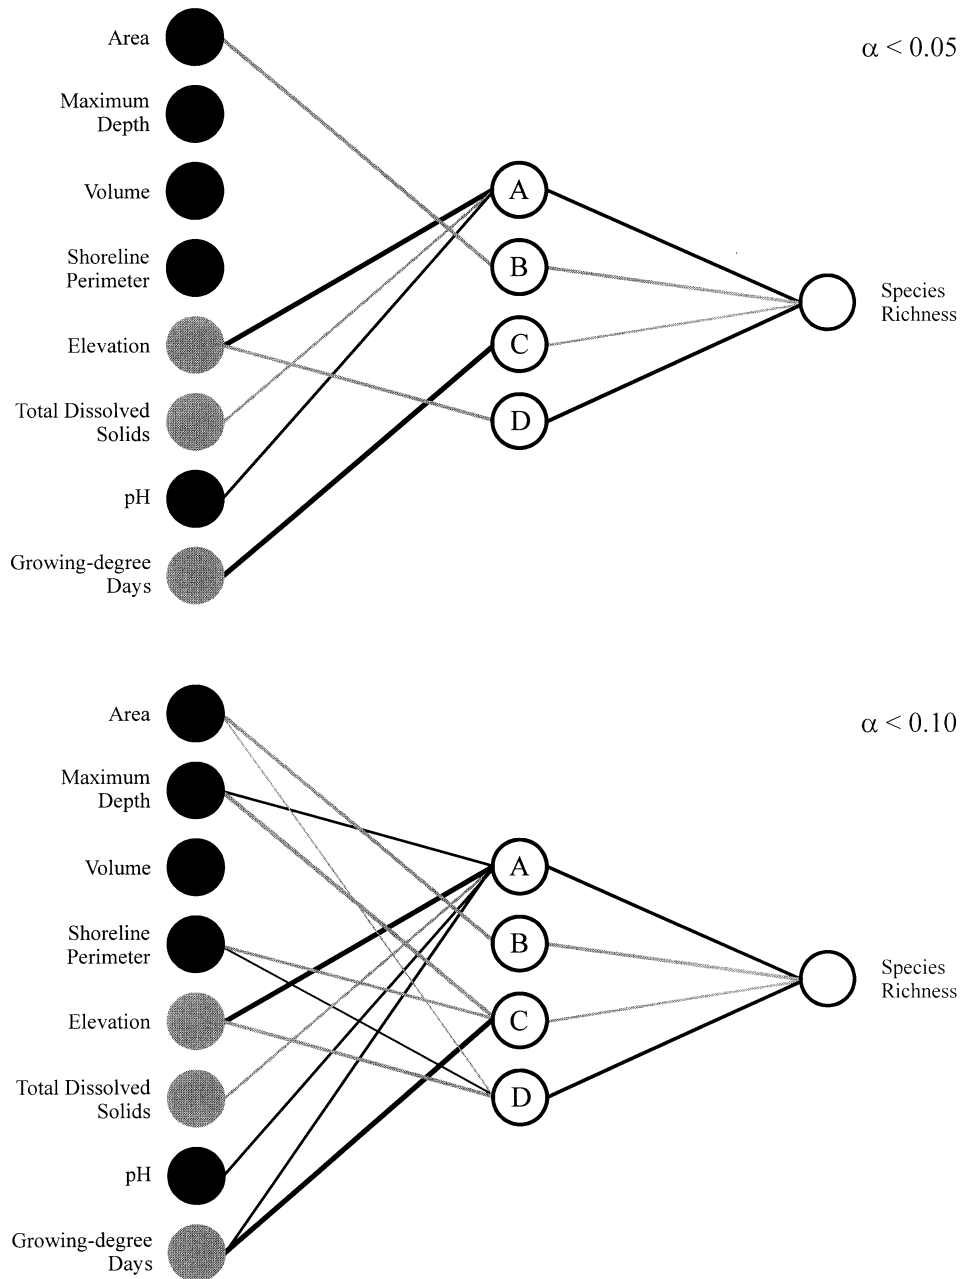 Area
α < 0.05
Maximum
Depth
Volume
A
Shoreline
Perimeter
B
Species
Richness
Elevation
C
Total Dissolved
Solids
D
pH
Growing-degree
Days
Area
α < 0.10
Maximum
Depth
Volume
A
Shoreline
Perimeter
B
Species
Richness
Elevation
C
Total Dissolved
Solids
D
pH
Growing-degree
Days